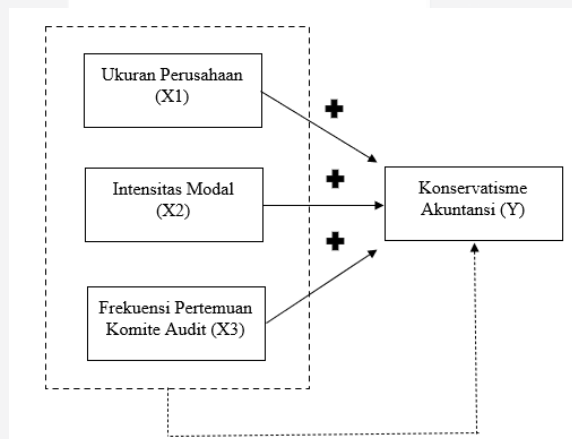 Ukuran Perusahaan
(X1)
Intensitas Modal
(X2)
Frekuensi Pertemuan
Komite Audit (X3)
Konservatisme
Akuntansi (Y)